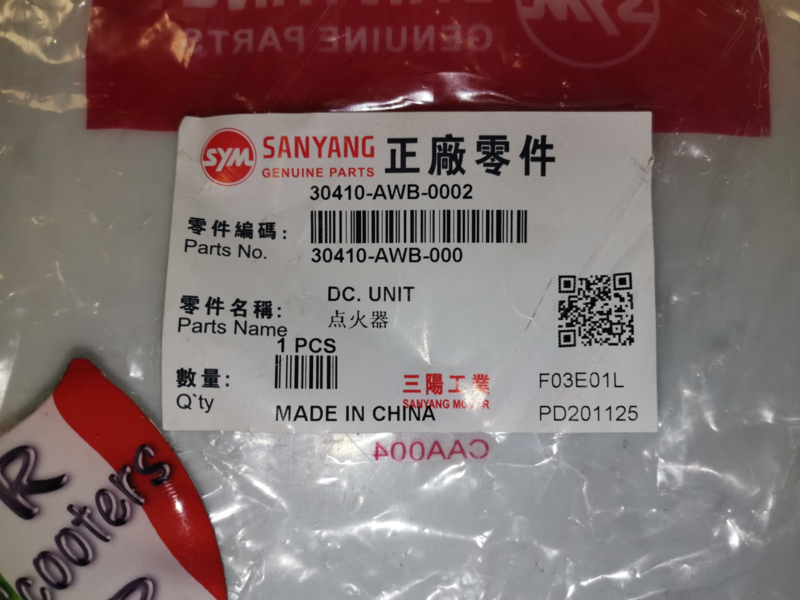 SYM
GENUINE PARTS
SYM SANYANG 正廠零件
GENUINE PARTS
30410-AWB-0002
零件編碼:
Parts No.
30410-AWB-000
零件名稱:
Parts Name
DC. UNIT
点火器
1 PCS
數量:
Q`ty
三陽工業
SANYANG MOTOR
F03E01L
MADE IN CHINA
PD201125
CAA004
R
scooters